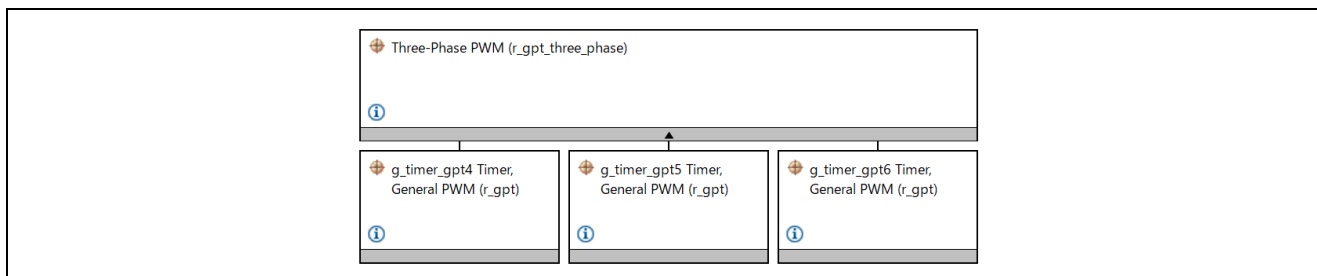 Three-Phase PWM (r_gpt_three_phase)
g_timer_gpt4 Timer,
General PWM (r_gpt)
g_timer_gpt5 Timer,
General PWM (r_gpt)
g_timer_gpt6 Timer,
General PWM (r_gpt)